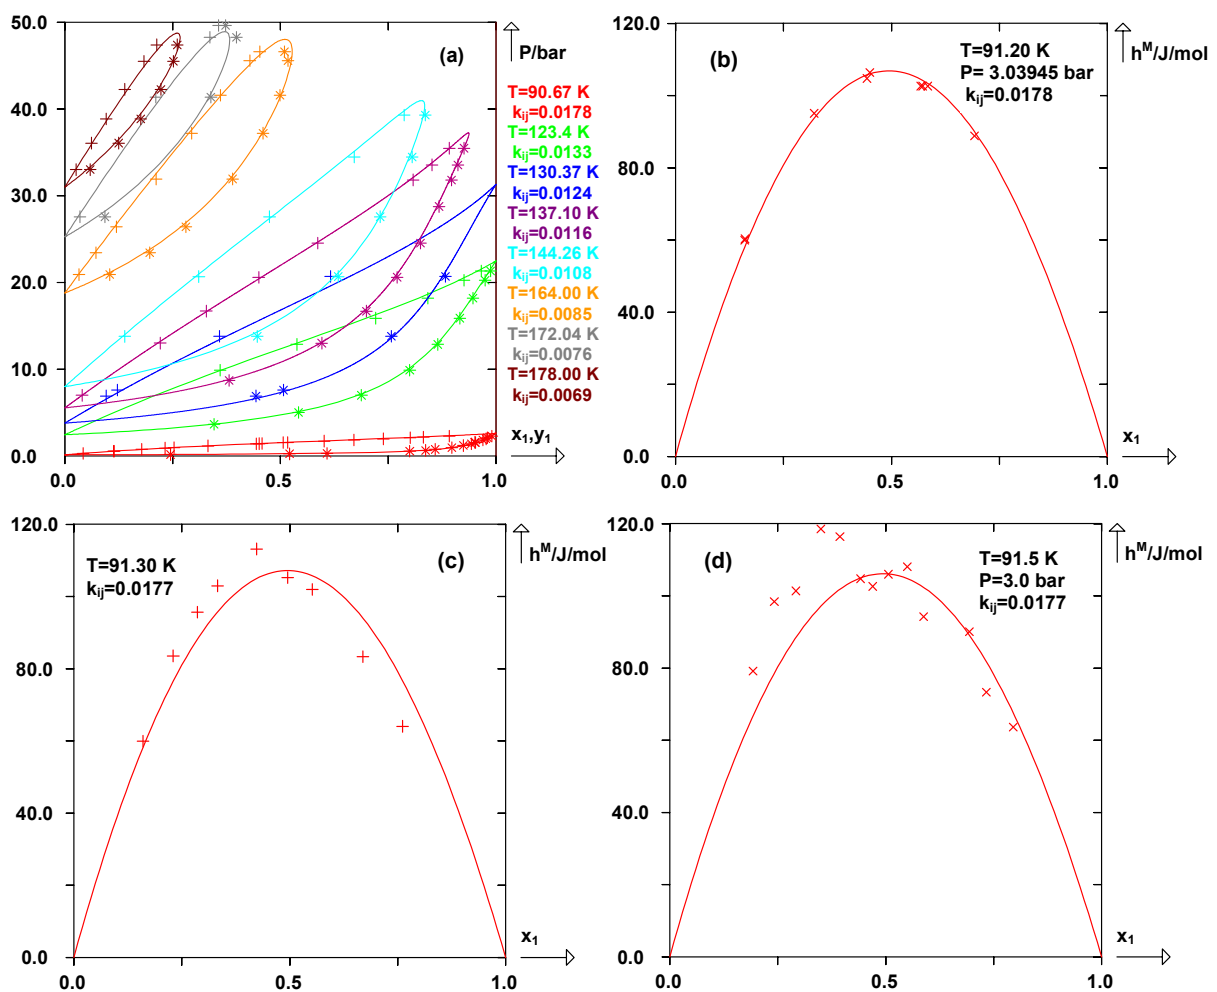 50.0
40.0
30.0
20.0
10.0
0.0
0.0
0.5
1.0
P/bar
(a)
T=90.67 K
kij=0.0178
T=123.4 K
kij=0.0133
T=130.37 K
kij=0.0124
T=137.10 K
kij=0.0116
T=144.26 K
kij=0.0108
T=164.00 K
kij=0.0085
T=172.04 K
kij=0.0076
T=178.00 K
kij=0.0069
x1,y1
120.0
80.0
40.0
0.0
0.0
0.5
1.0
(b)
T=91.20 K
P= 3.03945 bar
kij=0.0178
hM/J/mol
x1
120.0
80.0
40.0
0.0
0.0
0.5
1.0
T=91.30 K
kij=0.0177
(c)
hM/J/mol
x1
120.0
80.0
40.0
0.0
0.0
0.5
1.0
(d)
T=91.5 K
P=3.0 bar
kij=0.0177
hM/J/mol
x1